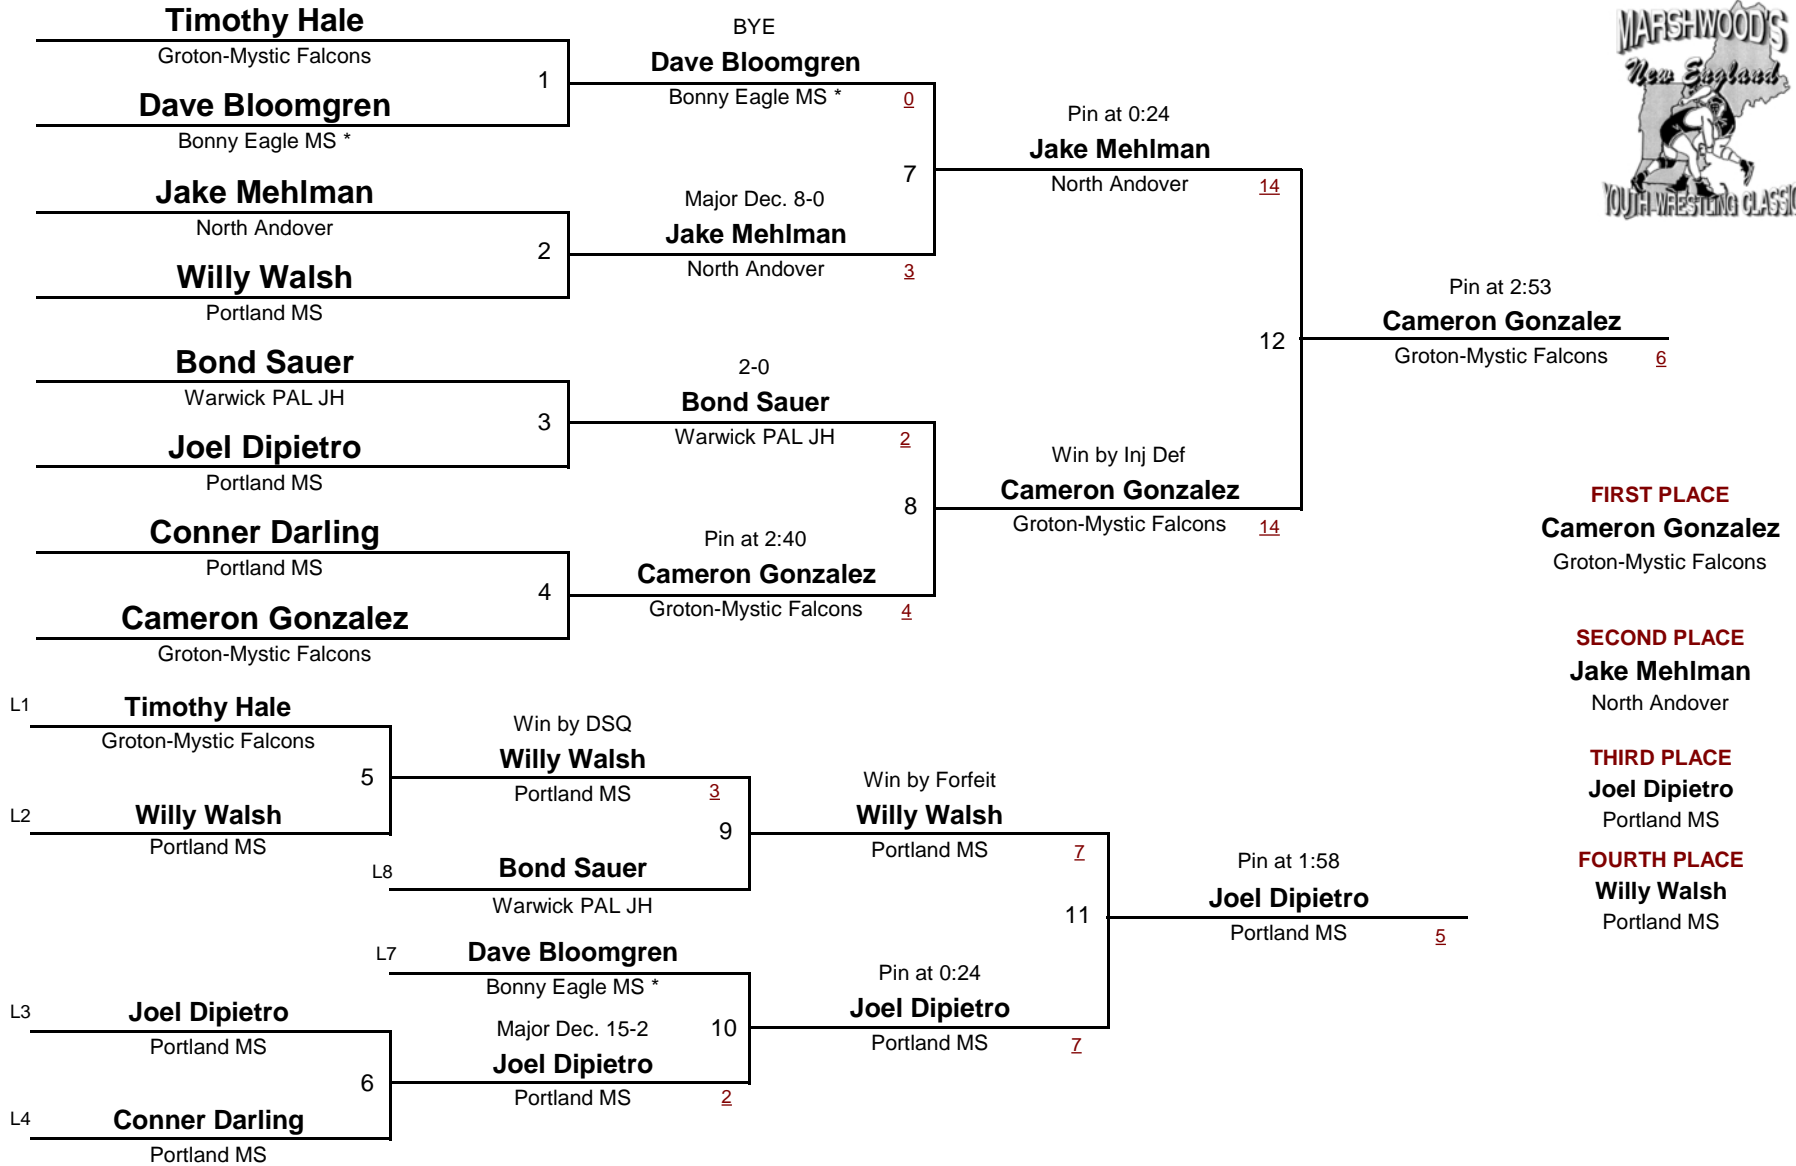 Timothy Hale
Groton-Mystic Falcons
1
Dave Bloomgren
Bonny Eagle MS *
Jake Mehlman
North Andover
2
Willy Walsh
Portland MS
Bond Sauer
Warwick PAL JH
3
Joel Dipietro
Portland MS
Conner Darling
Portland MS
4
Cameron Gonzalez
Groton-Mystic Falcons
BYE
Dave Bloomgren
Bonny Eagle MS *
0
7
Major Dec. 8-0
Jake Mehlman
North Andover
3
2-0
Bond Sauer
Warwick PAL JH
2
8
Pin at 2:40
Cameron Gonzalez
Groton-Mystic Falcons
4
Pin at 0:24
Jake Mehlman
North Andover
14
12
Win by Inj Def
Cameron Gonzalez
Groton-Mystic Falcons
14
Pin at 2:53
Cameron Gonzalez
Groton-Mystic Falcons
6
MARSHWOOD'S
New England
YOUTH WRESTLING CLASSIC
FIRST PLACE
Cameron Gonzalez
Groton-Mystic Falcons
SECOND PLACE
Jake Mehlman
North Andover
THIRD PLACE
Joel Dipietro
Portland MS
FOURTH PLACE
Willy Walsh
Portland MS
L1
Timothy Hale
Groton-Mystic Falcons
5
L2
Willy Walsh
Portland MS
Win by DSQ
Willy Walsh
Portland MS
3
9
L8
Bond Sauer
Warwick PAL JH
L7
Dave Bloomgren
Bonny Eagle MS *
10
L3
Joel Dipietro
Portland MS
6
L4
Conner Darling
Portland MS
Major Dec. 15-2
Joel Dipietro
Portland MS
2
Win by Forfeit
Willy Walsh
Portland MS
7
11
Pin at 0:24
Joel Dipietro
Portland MS
7
Pin at 1:58
Joel Dipietro
Portland MS
5